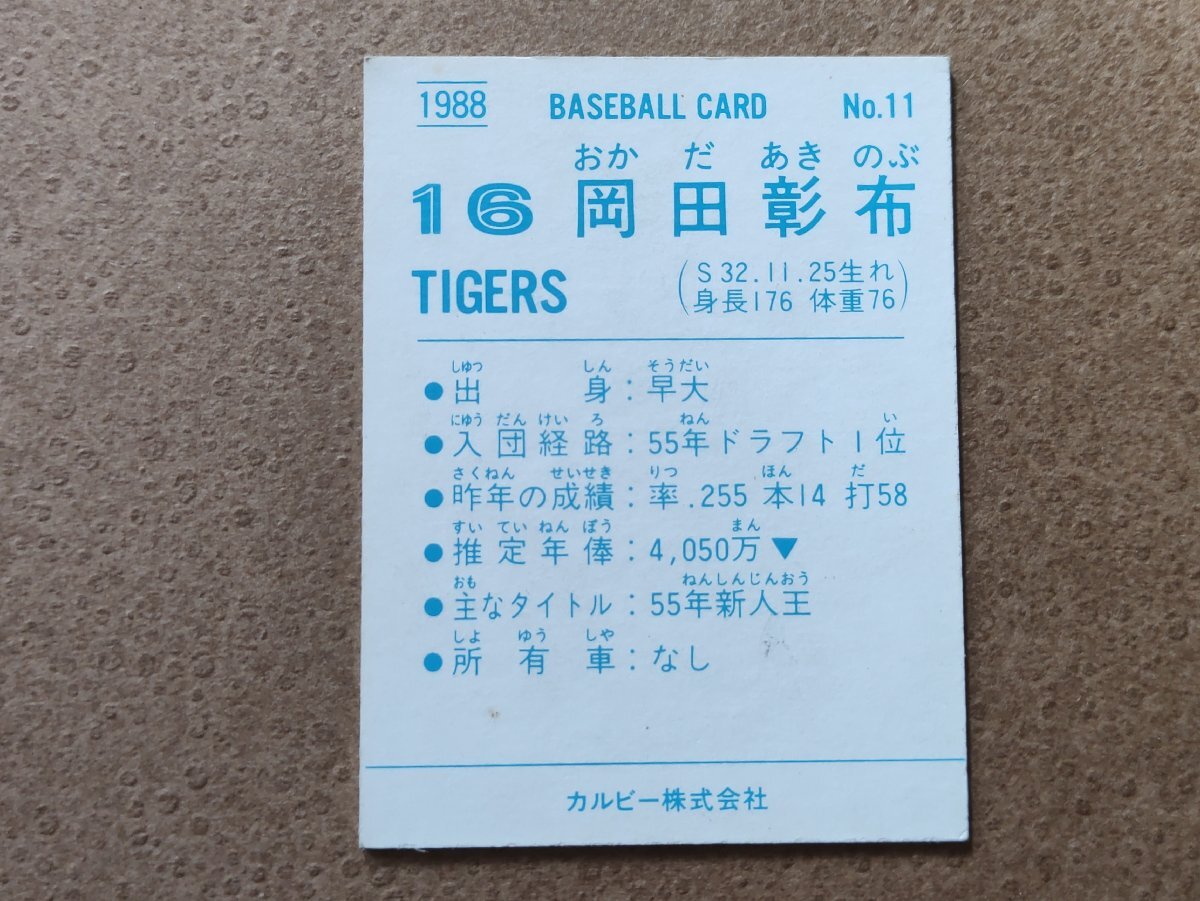 1988 BASEBALL CARD No.11
おか だ あき のぶ
16 岡田彰布
TIGERS
(S32.11.25生れ
身長176 体重76)
しゅつ しん そうだい
●出身:早大
にゆう だん けい ろ ねん い
●入団経路:55年ドラフト1位
さくねん せいせき りつ ほん だ
●昨年の成績:率.255 本14 打58
すい てい ねん ぽう まん
●推定年俸:4,050万▼
おも ねんしんじんおう
●主なタイトル:55年新人王
しよ ゆう しや
●所有車:なし
カルビー株式会社